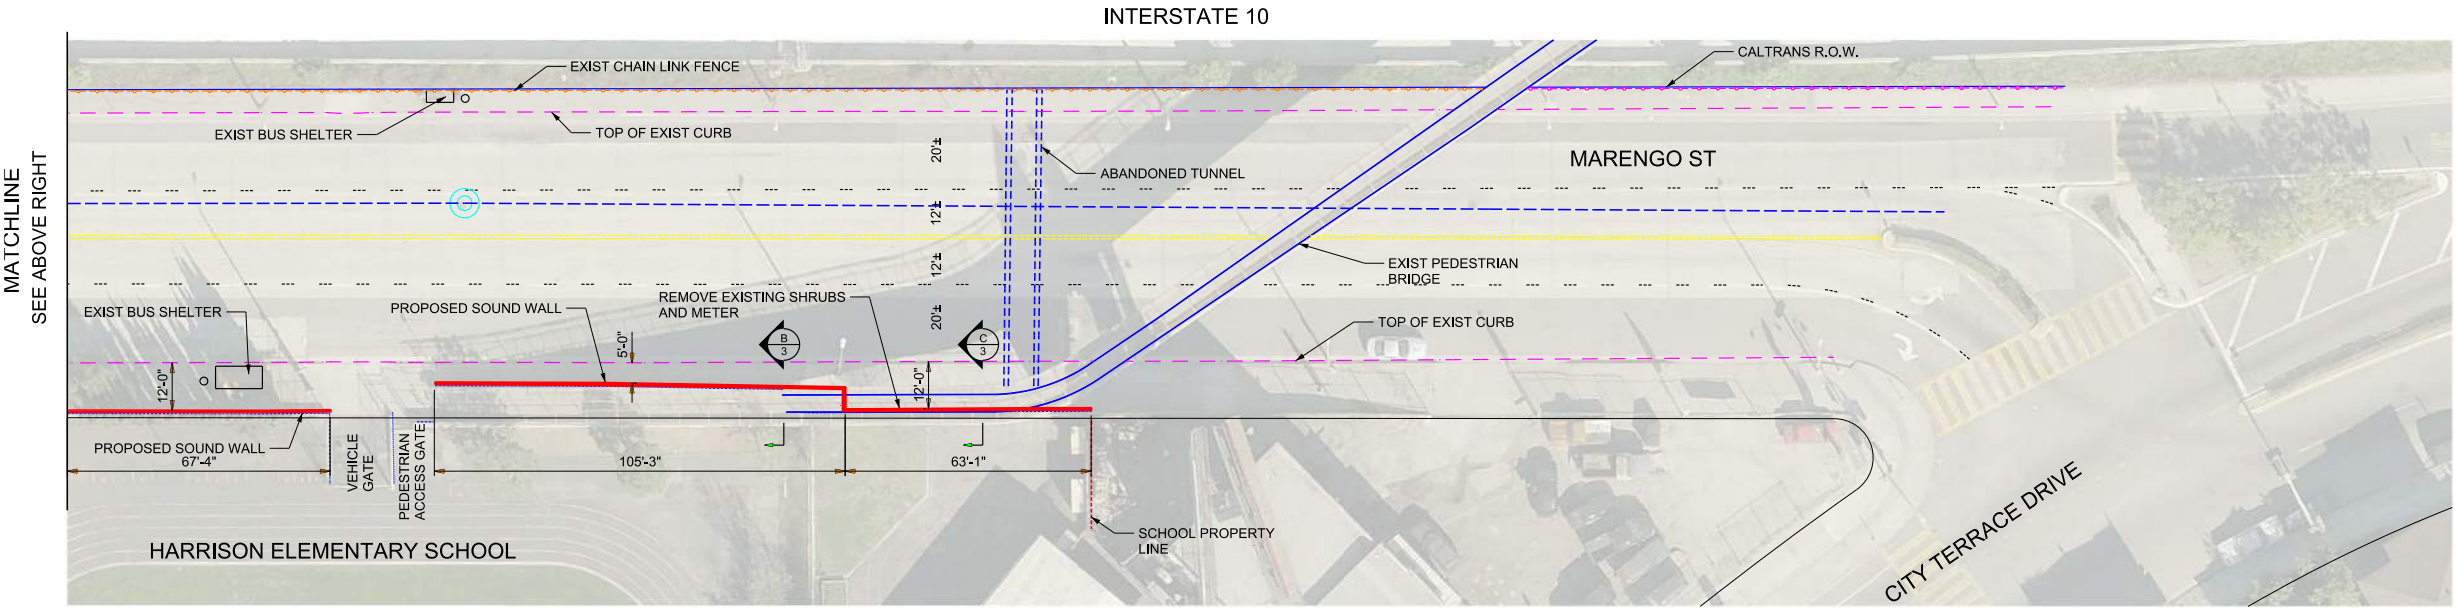 INTERSTATE 10
MATCHLINE
SEE ABOVE RIGHT
EXIST CHAIN LINK FENCE
CALTRANS R.O.W.
EXIST BUS SHELTER
TOP OF EXIST CURB
20'±
ABANDONED TUNNEL
MARENGO ST
12'±
12'±
EXIST PEDESTRIAN
BRIDGE
EXIST BUS SHELTER
PROPOSED SOUND WALL
REMOVE EXISTING SHRUBS
AND METER
20'±
TOP OF EXIST CURB
5'-0"
B
3
C
3
12'-0"
12'-0"
PROPOSED SOUND WALL
67'-4"
VEHICLE
GATE
PEDESTRIAN
ACCESS GATE
105'-3"
63'-1"
SCHOOL PROPERTY
LINE
HARRISON ELEMENTARY SCHOOL
CITY TERRACE DRIVE